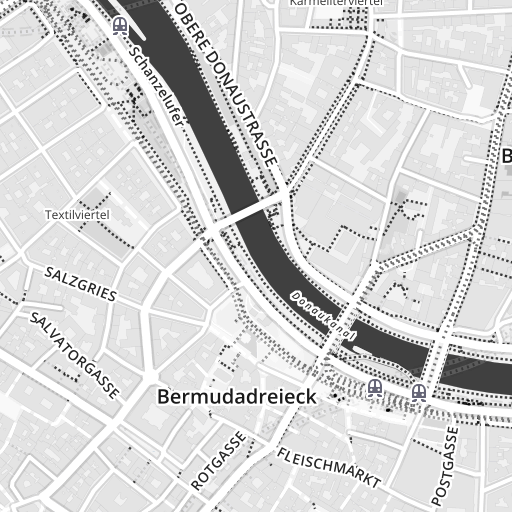 Karmeliterviertel
OBERE DONAUSTRASSE
Schanzelufer
B
Textilviertel
SALZGRIES
Donaukanal
SALVATORGASSE
Bermudadreieck
ROTGASSE
FLEISCHMARKT
POSTGASSE